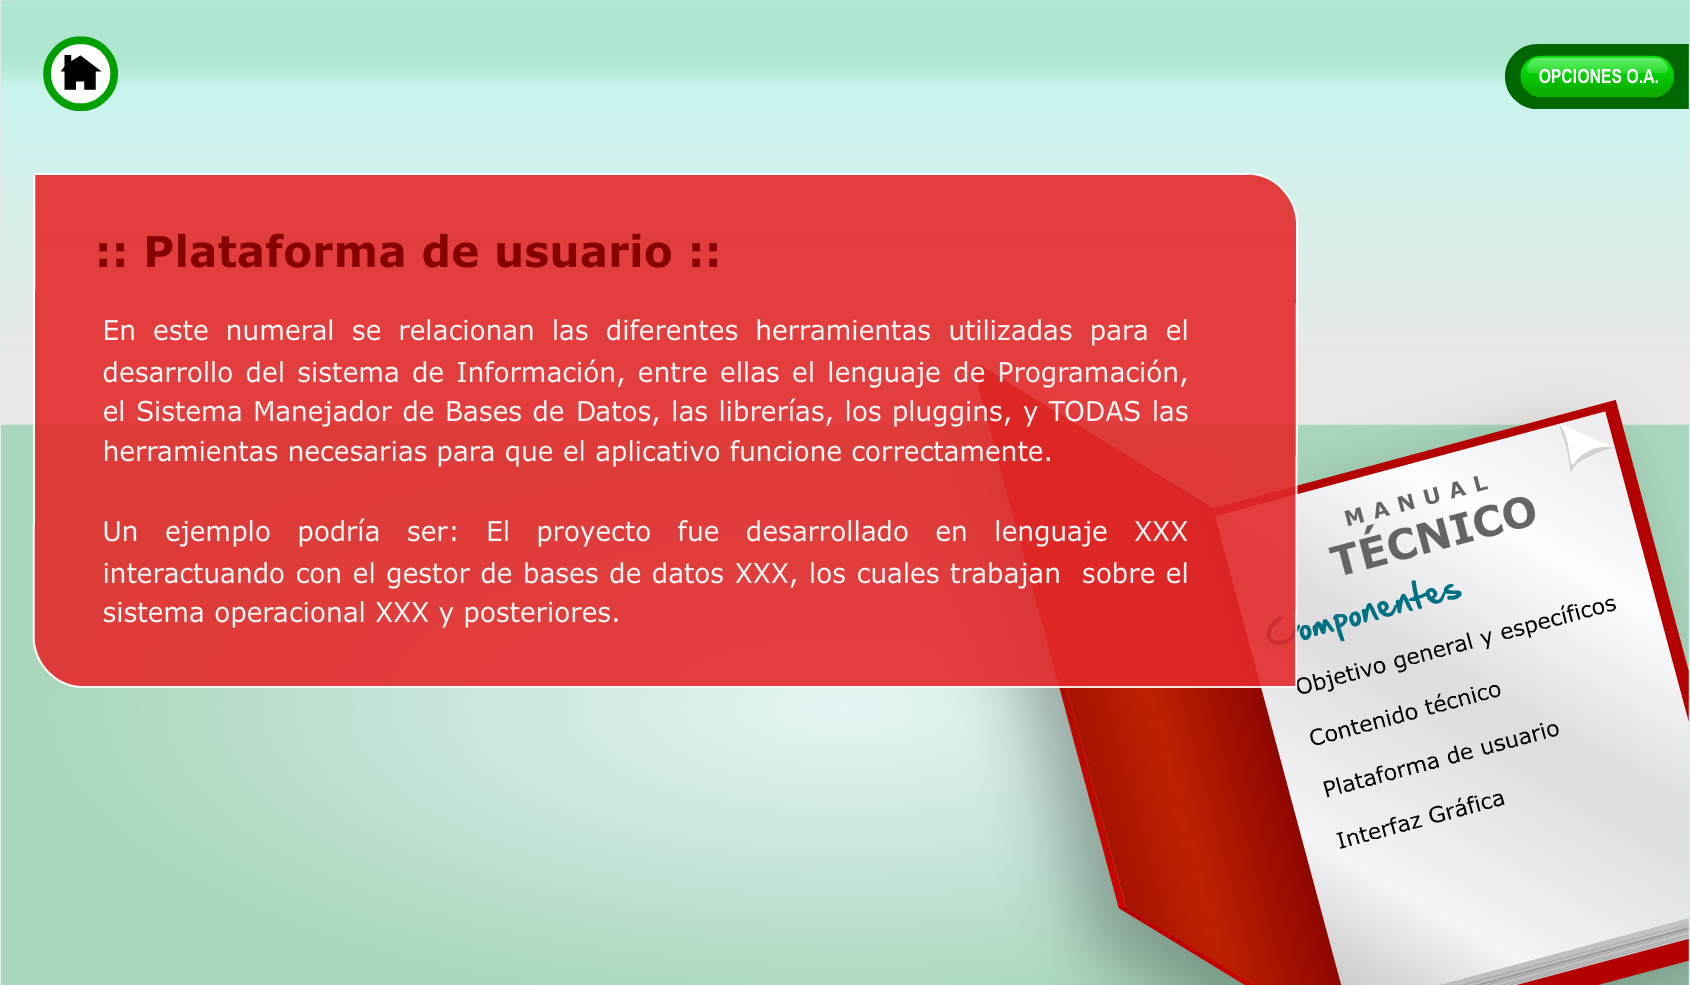 OPCIONES O.A.
:: Plataforma de usuario ::
En este numeral se relacionan las diferentes herramientas utilizadas para el
desarrollo del sistema de Información, entre ellas el lenguaje de Programación,
el Sistema Manejador de Bases de Datos, las librerías, los pluggins, y TODAS las
herramientas necesarias para que el aplicativo funcione correctamente.
Un ejemplo podría ser: El proyecto fue desarrollado en lenguaje XXX
interactuando con el gestor de bases de datos XXX, los cuales trabajan sobre el
sistema operacional XXX y posteriores.
MANUAL
TÉCNICO
Componentes
Objetivo general y específicos
Contenido técnico
Plataforma de usuario
Interfaz Gráfica